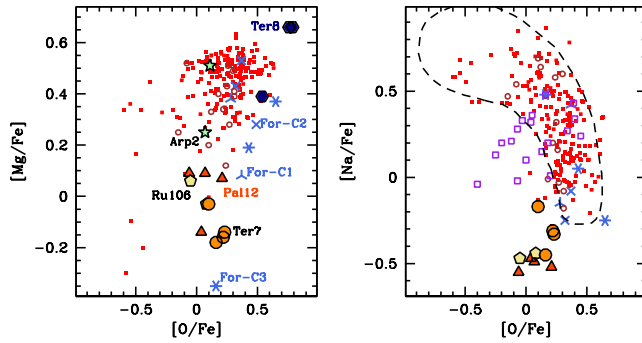 Ter8
0.6
0.4
0.2
0
−0.2
[Mg/Fe]
For-C2
Arp2
For-C1
Ru106
Pal12
Ter7
For-C3
−0.5
0
0.5
[O/Fe]
0.5
0
−0.5
[Na/Fe]
−0.5
0
0.5
[O/Fe]